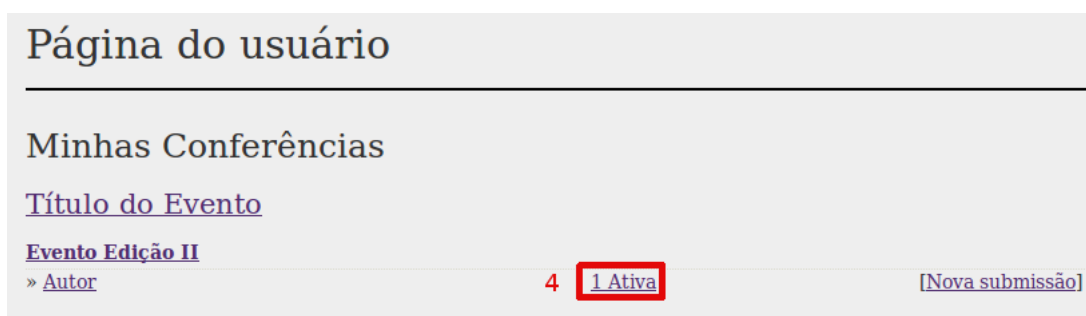 Página do usuário
Minhas Conferências
Título do Evento
Evento Edição II
» Autor 4 1 Ativa [Nova submissão]